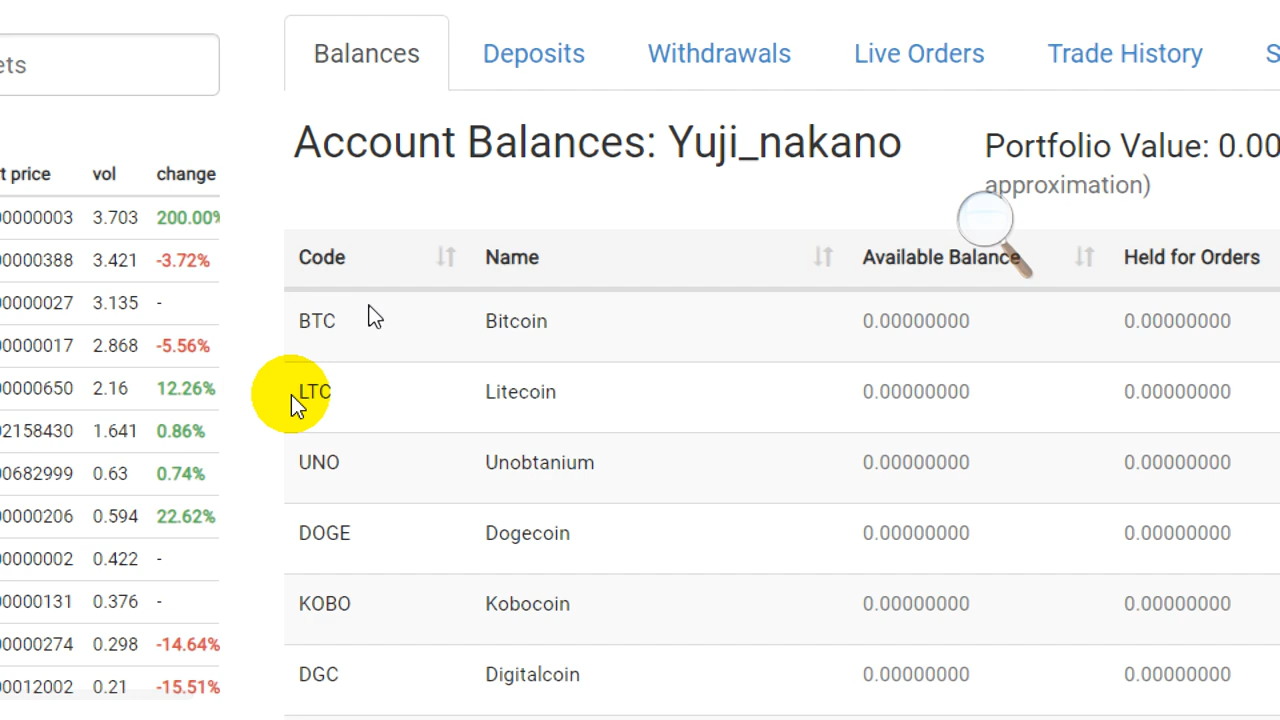 ets
t price vol change
00000003 3.703 200.00%
00000388 3.421 -3.72%
00000027 3.135 -
00000017 2.868 -5.56%
00000650 2.16 12.26%
02158430 1.641 0.86%
00682999 0.63 0.74%
00000206 0.594 22.62%
00000002 0.422 -
00000131 0.376 -
00000274 0.298 -14.64%
00012002 0.21 -15.51%
Balances Deposits Withdrawals Live Orders Trade History S
Account Balances: Yuji_nakano
Portfolio Value: 0.00
approximation)
Code Name Available Balance Held for Orders
BTC Bitcoin 0.00000000 0.00000000
LTC Litecoin 0.00000000 0.00000000
UNO Unobtanium 0.00000000 0.00000000
DOGE Dogecoin 0.00000000 0.00000000
KOBO Kobocoin 0.00000000 0.00000000
DGC Digitalcoin 0.00000000 0.00000000